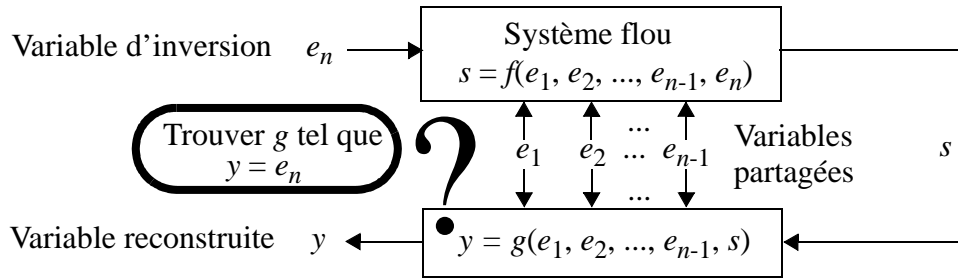 Système flou
Variable d’inversion e_n
s = f(e_1, e_2, ..., e_{n-1}, e_n)
Trouver g tel que
y = e_n
?
...
e_1 e_2 ... e_{n-1}
...
Variables
partagées
s
Variable reconstruite y
y = g(e_1, e_2, ..., e_{n-1}, s)